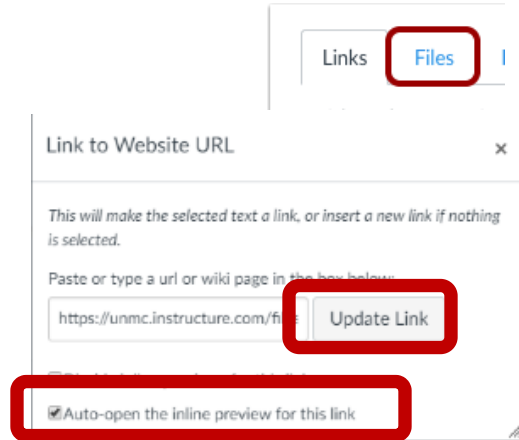 Links Files
Link to Website URL ×
This will make the selected text a link, or insert a new link if nothing
is selected.
Paste or type a url or wiki page in the box below:
https://unmc.instructure.com/file Update Link
Auto-open the inline preview for this link